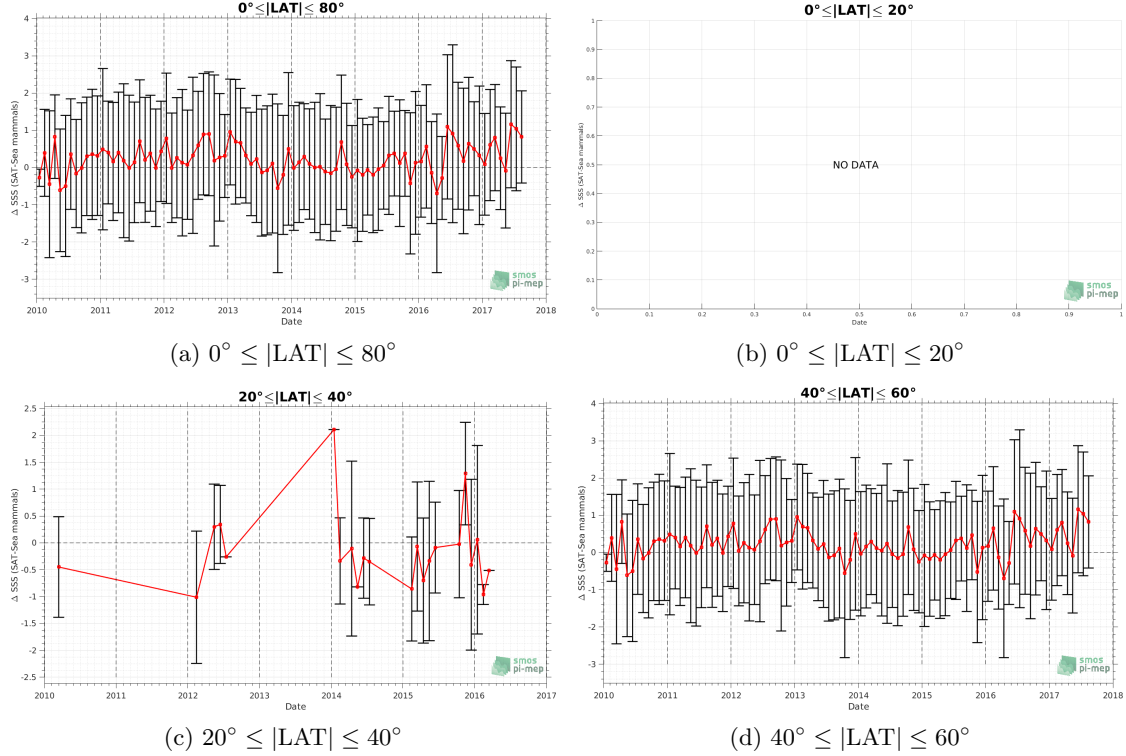 0°≤|LAT|≤ 80°
4
3
2
1
0
-1
-2
-3
Δ SSS (SAT-Sea mammals)
2010 2011 2012 2013 2014 2015 2016 2017 2018
Date
smos
pi-mep
(a) 0° ≤ |LAT| ≤ 80°
0°≤|LAT|≤ 20°
1
0.9
0.8
0.7
0.6
0.5
0.4
0.3
0.2
0.1
0
Δ SSS (SAT-Sea mammals)
NO DATA
0 0.1 0.2 0.3 0.4 0.5 0.6 0.7 0.8 0.9 1
Date
smos
pi-mep
(b) 0° ≤ |LAT| ≤ 20°
20°≤|LAT|≤ 40°
2.5
2
1.5
1
0.5
0
-0.5
-1
-1.5
-2
-2.5
Δ SSS (SAT-Sea mammals)
2010 2011 2012 2013 2014 2015 2016 2017
Date
smos
pi-mep
(c) 20° ≤ |LAT| ≤ 40°
40°≤|LAT|≤ 60°
4
3
2
1
0
-1
-2
-3
Δ SSS (SAT-Sea mammals)
2010 2011 2012 2013 2014 2015 2016 2017 2018
Date
smos
pi-mep
(d) 40° ≤ |LAT| ≤ 60°